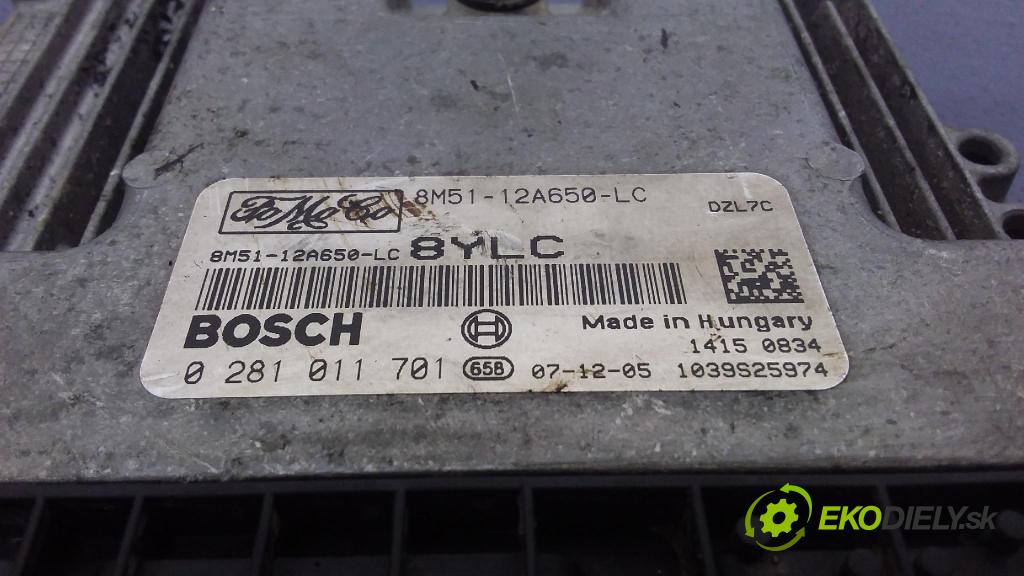 FoMoCo 8M51-12A650-LC DZL7C
8M51-12A650-LC 8YLC
BOSCH Made in Hungary
1415 0834
0 281 011 701 658 07-12-05 1039S25974
EKODIELY.sk